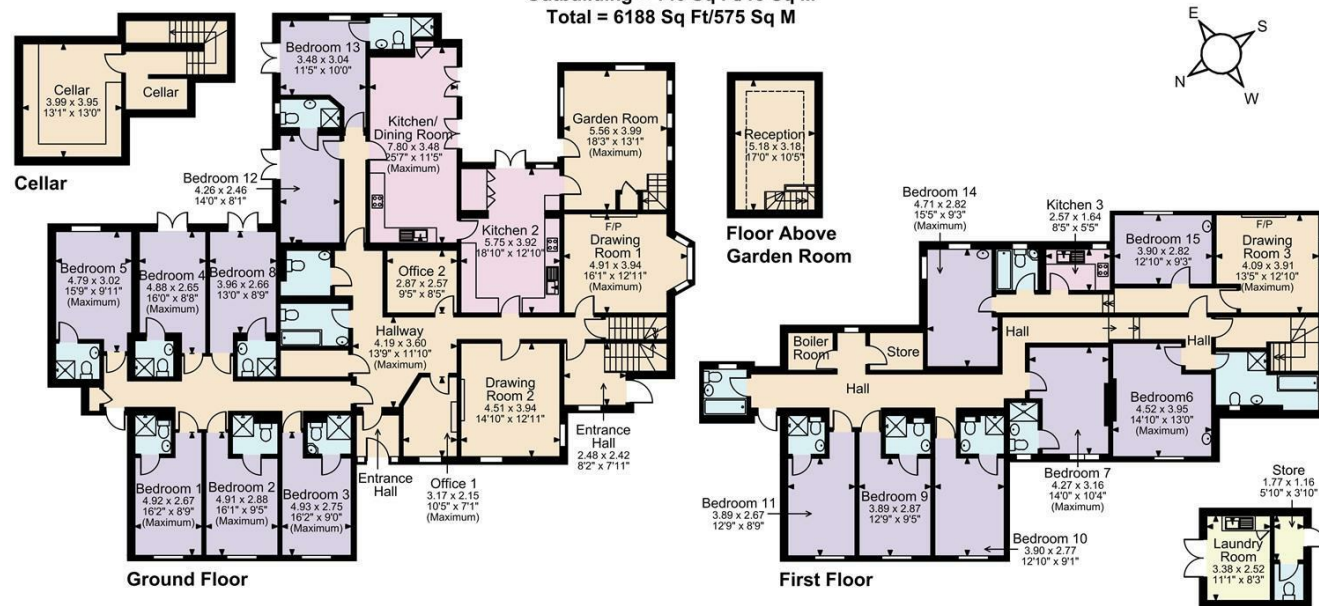 Total = 6188 Sq Ft/575 Sq M
E
S
N
W
Cellar
3.99 x 3.95
13'1" x 13'0"
Cellar
Cellar
Bedroom 13
3.48 x 3.04
11'5" x 10'0"
Kitchen/
Dining Room
7.80 x 3.48
25'7" x 11'5"
(Maximum)
Garden Room
5.56 x 3.99
18'3" x 13'1"
(Maximum)
Bedroom 12
4.26 x 2.46
14'0" x 8'1"
Kitchen 2
5.75 x 3.92
18'10" x 12'10"
F/P
Drawing
Room 1
4.91 x 3.94
16'1" x 12'11"
(Maximum)
Bedroom 5
4.79 x 3.02
15'9" x 9'11"
(Maximum)
Bedroom 4
4.88 x 2.65
16'0" x 8'8"
(Maximum)
Bedroom 8
3.96 x 2.66
13'0" x 8'9"
Office 2
2.87 x 2.57
9'5" x 8'5"
Hallway
4.19 x 3.60
13'9" x 11'10"
(Maximum)
Drawing
Room 2
4.51 x 3.94
14'10" x 12'11"
Entrance
Hall
2.48 x 2.42
8'2" x 7'11"
Entrance
Hall
Office 1
3.17 x 2.15
10'5" x 7'1"
(Maximum)
Bedroom 1
4.92 x 2.67
16'2" x 8'9"
(Maximum)
Bedroom 2
4.91 x 2.88
16'1" x 9'5"
(Maximum)
Bedroom 3
4.93 x 2.75
16'2" x 9'0"
(Maximum)
Ground Floor
Reception
5.18 x 3.18
17'0" x 10'5"
Floor Above
Garden Room
Bedroom 14
4.71 x 2.82
15'5" x 9'3"
(Maximum)
Kitchen 3
2.57 x 1.64
8'5" x 5'5"
Bedroom 15
3.90 x 2.82
12'10" x 9'3"
F/P
Drawing
Room 3
4.09 x 3.91
13'5" x 12'10"
Hall
Hall
Boiler
Room
Store
Hall
Bedroom6
4.52 x 3.95
14'10" x 13'0"
(Maximum)
Bedroom 7
4.27 x 3.16
14'0" x 10'4"
(Maximum)
Bedroom 11
3.89 x 2.67
12'9" x 8'9"
Bedroom 9
3.89 x 2.87
12'9" x 9'5"
Bedroom 10
3.90 x 2.77
12'10" x 9'1"
First Floor
Store
1.77 x 1.16
5'10" x 3'10"
Laundry
Room
3.38 x 2.52
11'1" x 8'3"